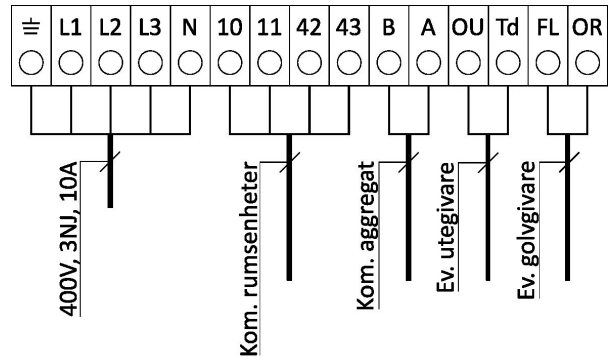 ⏚ L1 L2 L3 N 10 11 42 43 B A OU Td FL OR
400V, 3NJ, 10A
Kom. rumsenheter
Kom. aggregat
Ev. utegivare
Ev. golvgivare